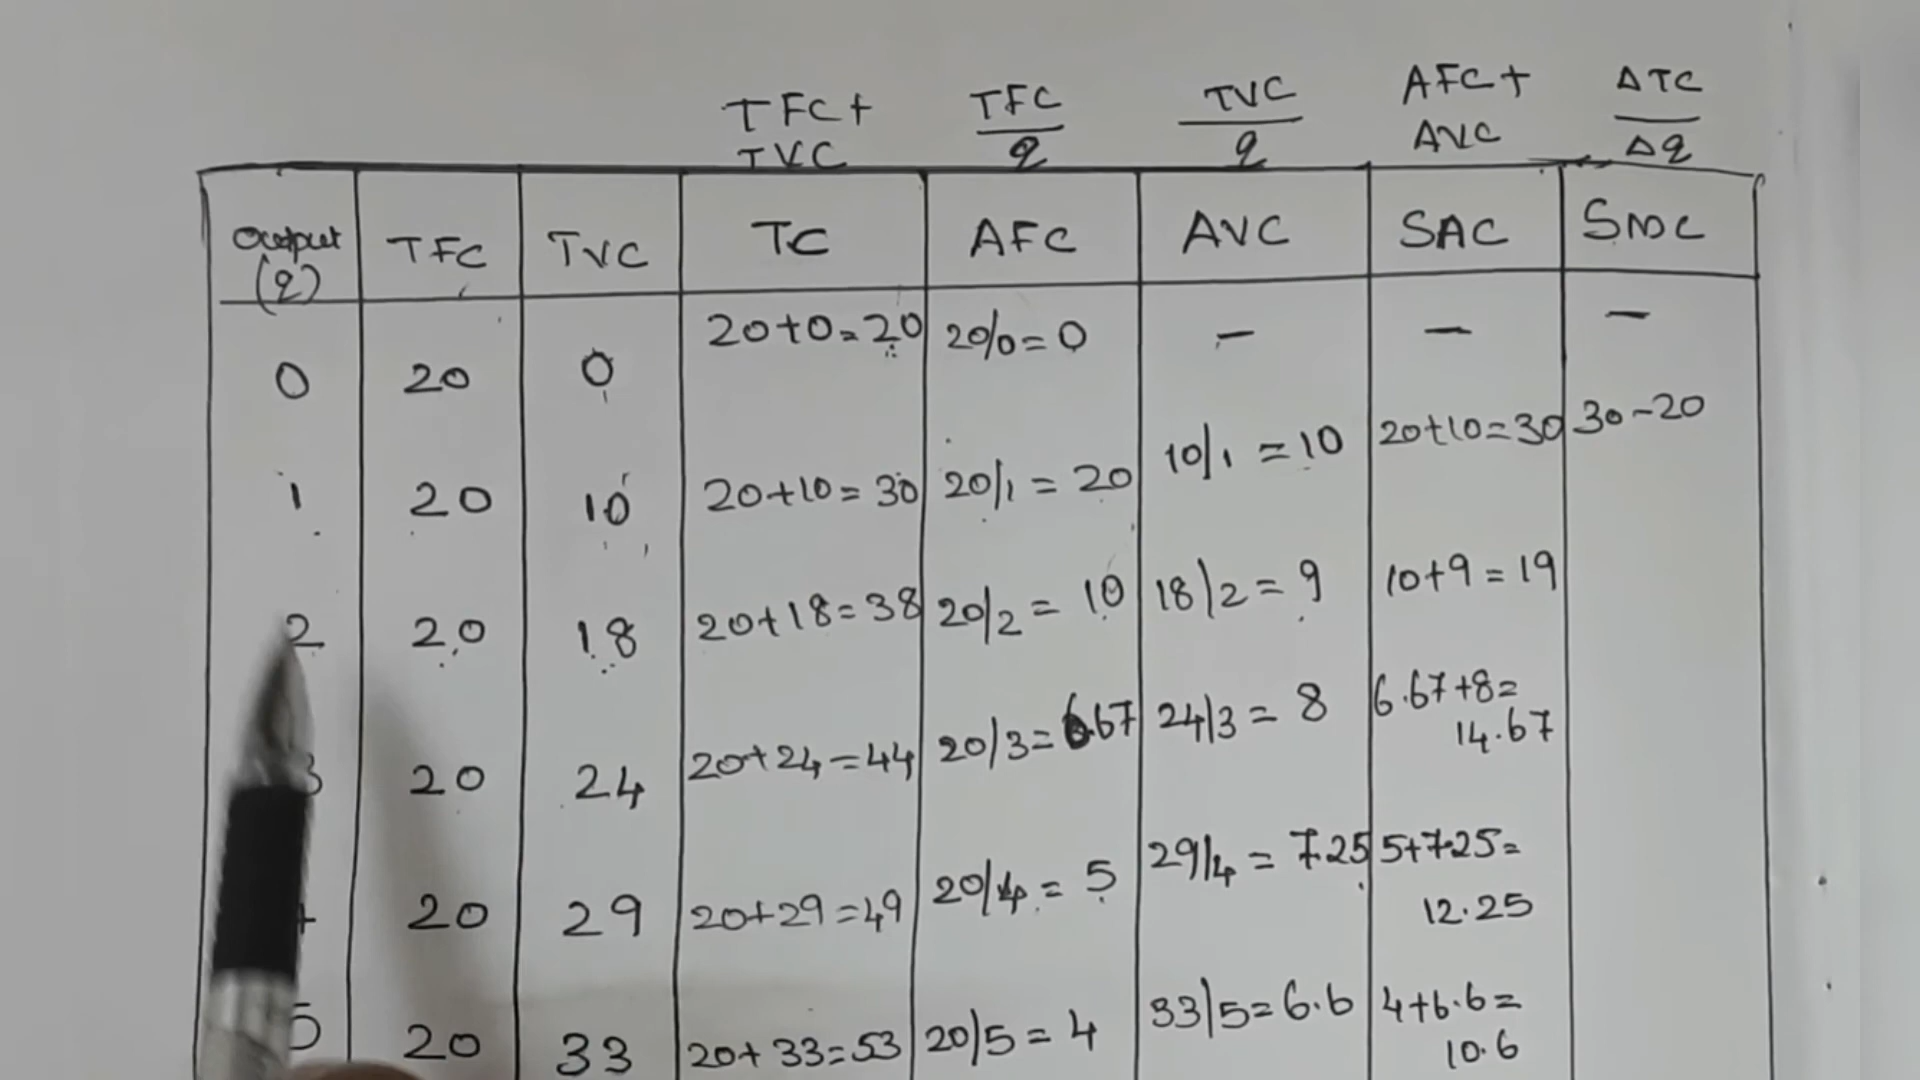 TFC+ TFC TVC AFC+ ΔTC
TVC q q AVC Δq
Output TFC TVC TC AFC AVC SAC SMC
(q)
0 20 0 20+0=20 20/0=0 — — —
1 20 10 20+10=30 20/1=20 10/1=10 20+10=30 30-20
2 20 18 20+18=38 20/2=10 18/2=9 10+9=19
3 20 24 20+24=44 20/3=6.67 24/3=8 6.67+8=
14.67
20 29 20+29=49 20/4=5 29/4=7.25 5+7.25=
12.25
5 20 33 20+33=53 20/5=4 33/5=6.6 4+6.6=
10.6